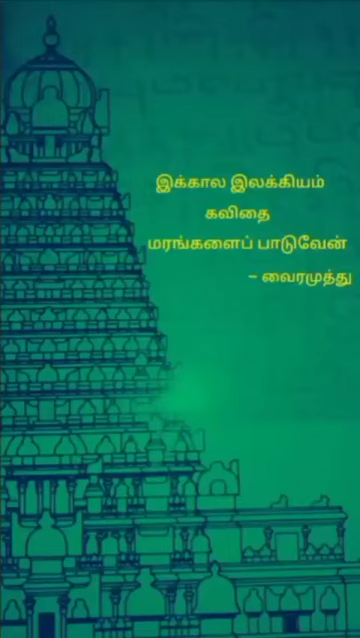 இக்கால இலக்கியம்
கவிதை
மரங்களைப் பாடுவேன்
– வைரமுத்து